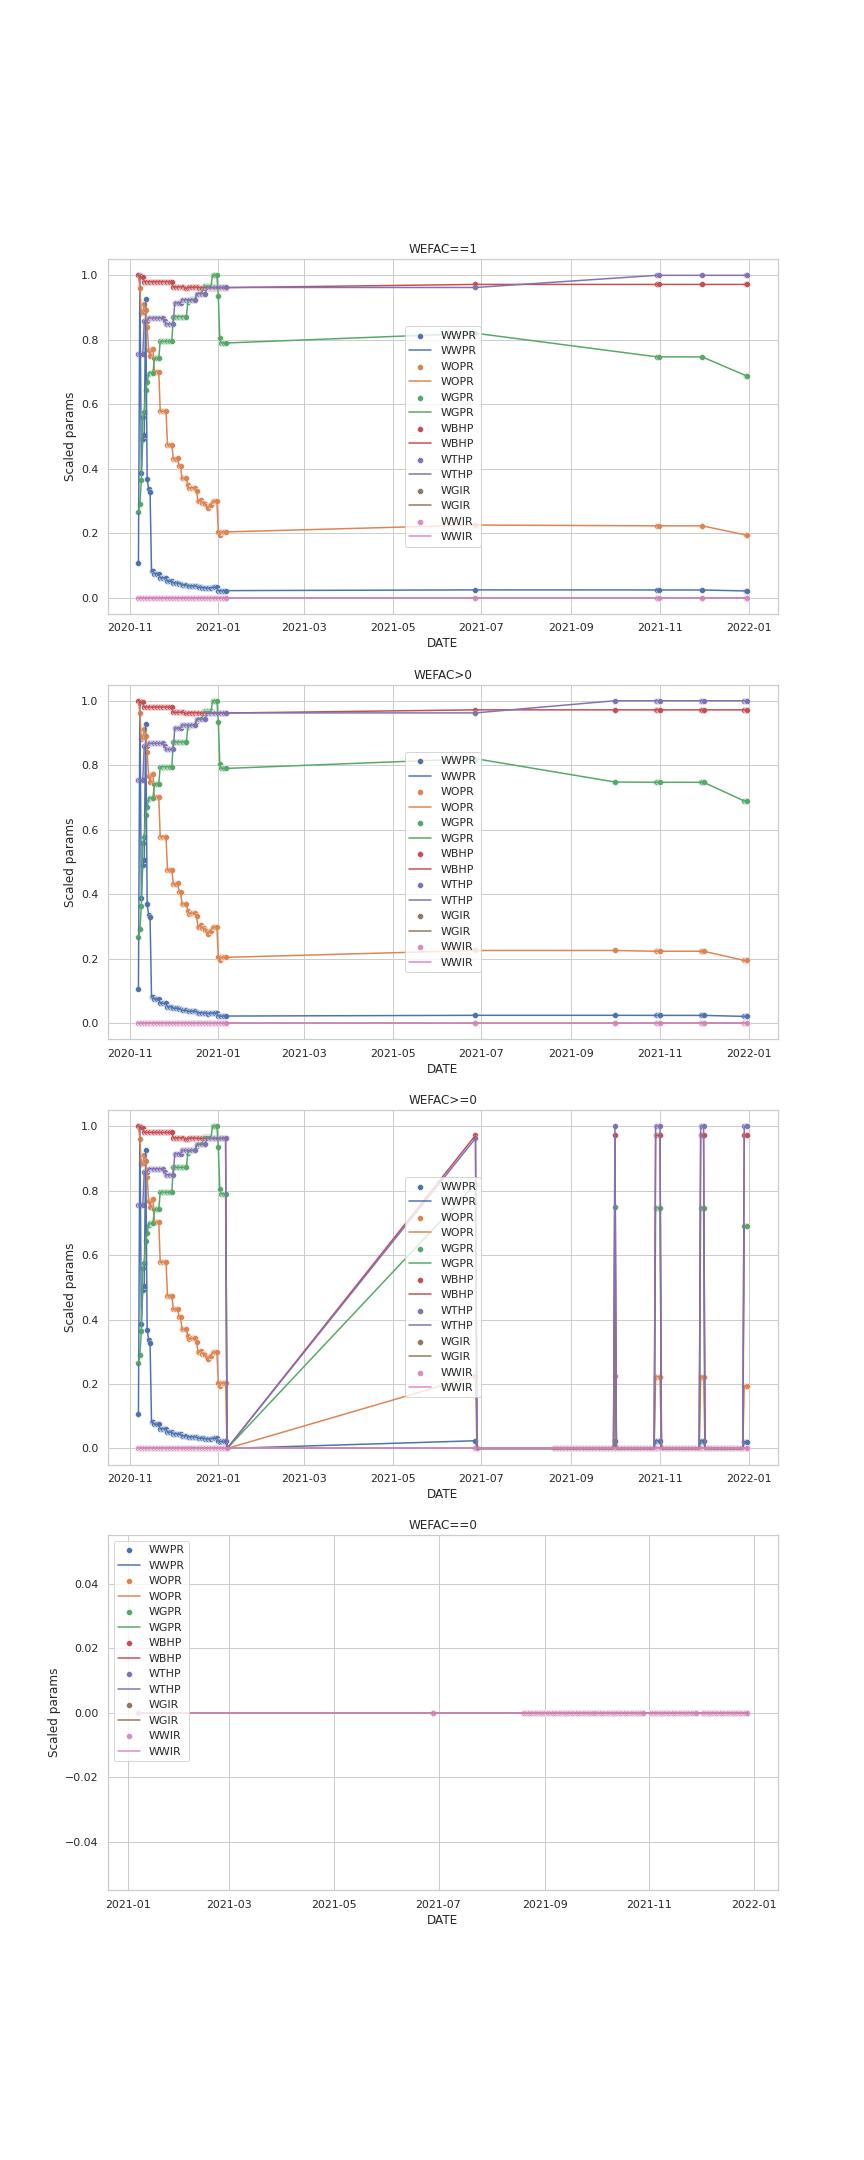 WEFAC==1
1.0
0.8
0.6
0.4
0.2
0.0
Scaled params
WWPR
WWPR
WOPR
WOPR
WGPR
WGPR
WBHP
WBHP
WTHP
WTHP
WGIR
WGIR
WWIR
WWIR
2020-11 2021-01 2021-03 2021-05 2021-07 2021-09 2021-11 2022-01
DATE
WEFAC>0
1.0
0.8
0.6
0.4
0.2
0.0
Scaled params
WWPR
WWPR
WOPR
WOPR
WGPR
WGPR
WBHP
WBHP
WTHP
WTHP
WGIR
WGIR
WWIR
WWIR
2020-11 2021-01 2021-03 2021-05 2021-07 2021-09 2021-11 2022-01
DATE
WEFAC>=0
1.0
0.8
0.6
0.4
0.2
0.0
Scaled params
WWPR
WWPR
WOPR
WOPR
WGPR
WGPR
WBHP
WBHP
WTHP
WTHP
WGIR
WGIR
WWIR
WWIR
2020-11 2021-01 2021-03 2021-05 2021-07 2021-09 2021-11 2022-01
DATE
WEFAC==0
0.04
0.02
0.00
−0.02
−0.04
Scaled params
WWPR
WWPR
WOPR
WOPR
WGPR
WGPR
WBHP
WBHP
WTHP
WTHP
WGIR
WGIR
WWIR
WWIR
2021-01 2021-03 2021-05 2021-07 2021-09 2021-11 2022-01
DATE